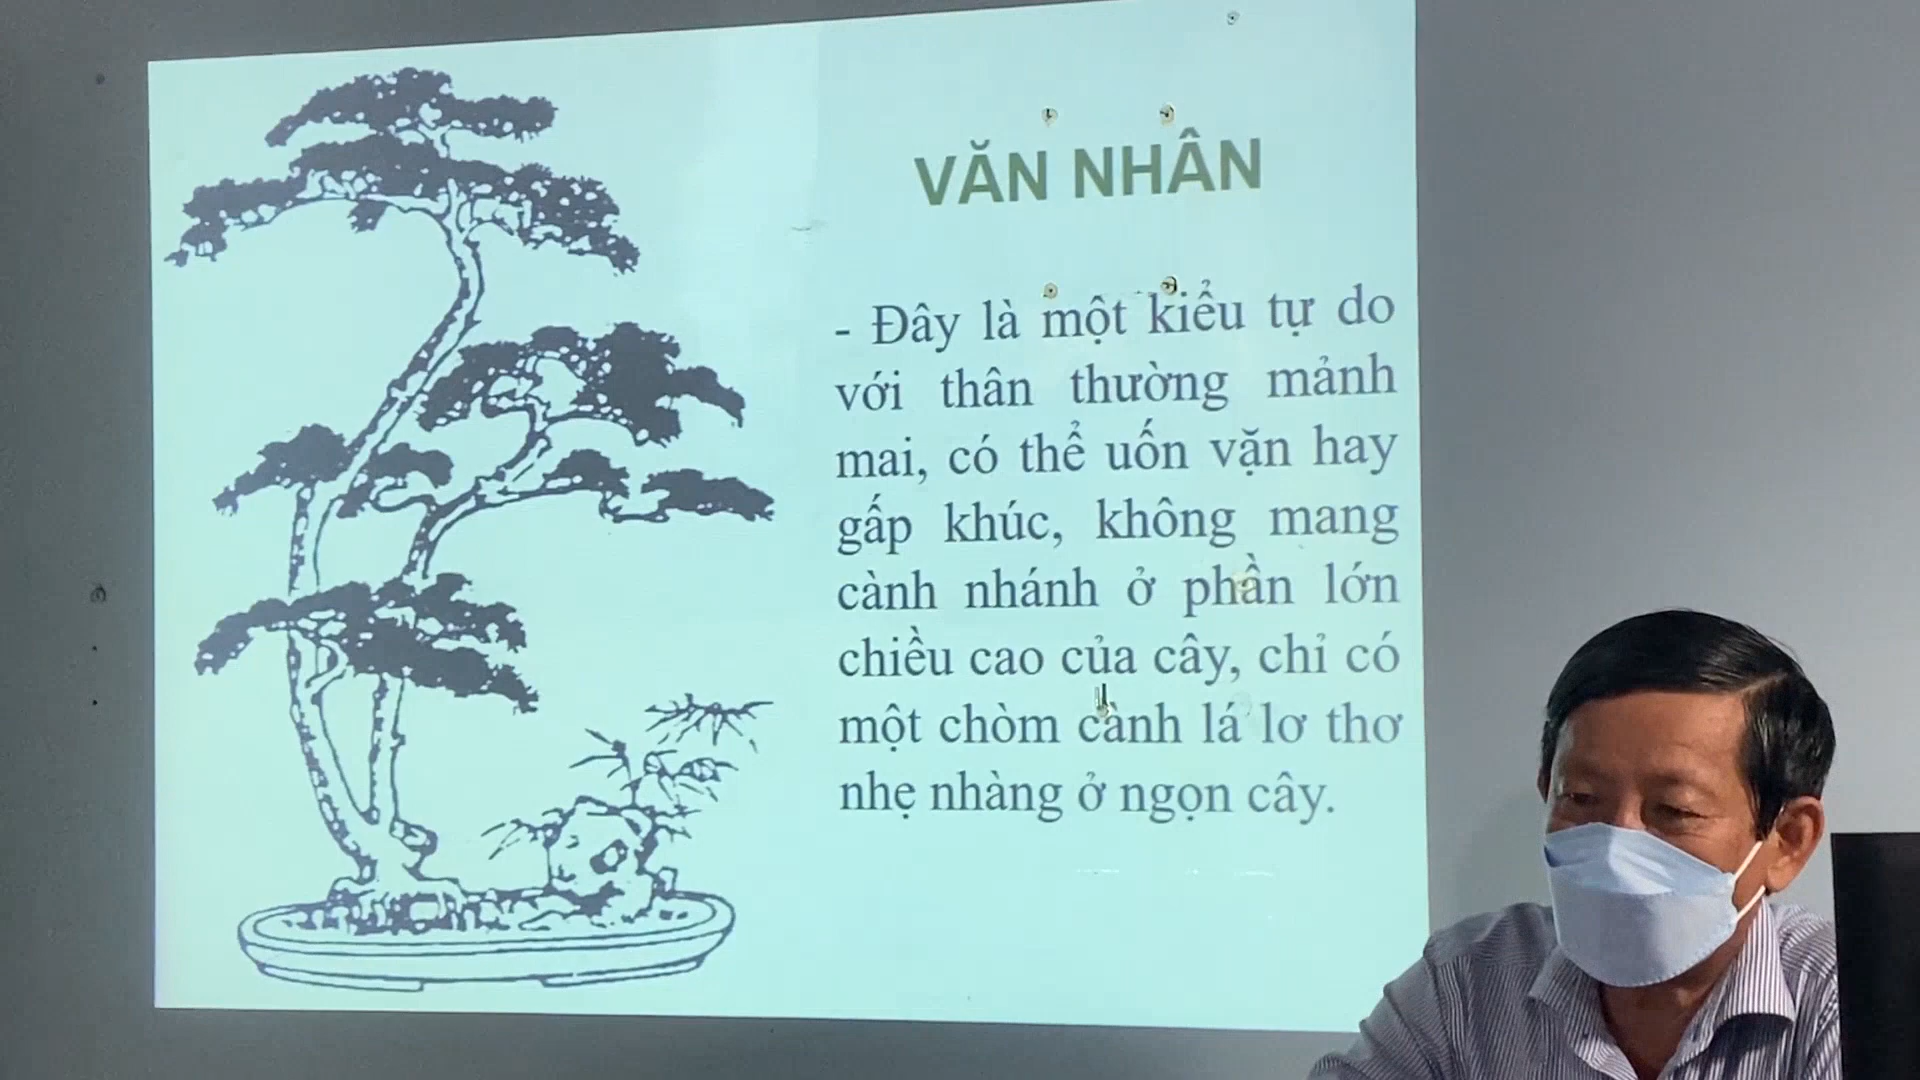 VĂN NHÂN
- Đây là một kiểu tự do
với thân thường mảnh
mai, có thể uốn vặn hay
gấp khúc, không mang
cành nhánh ở phần lớn
chiều cao của cây, chỉ có
một chòm cành lá lơ thơ
nhẹ nhàng ở ngọn cây.